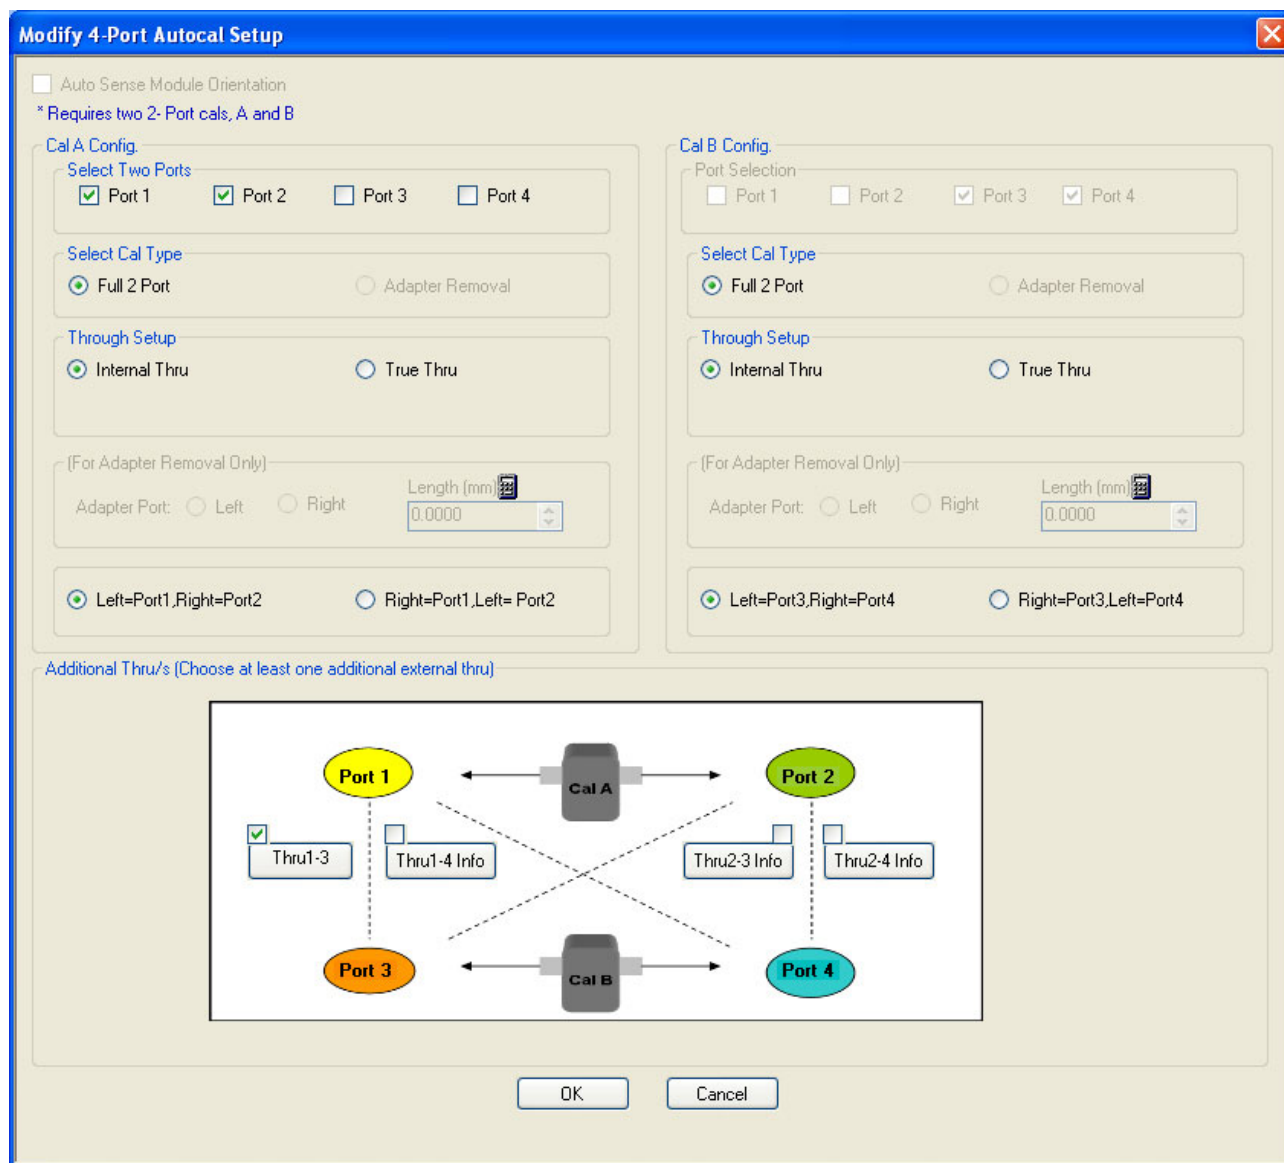 Modify 4-Port Autocal Setup
Auto Sense Module Orientation
* Requires two 2- Port cals, A and B
Cal A Config.
Select Two Ports
Port 1 Port 2 Port 3 Port 4
Select Cal Type
Full 2 Port Adapter Removal
Through Setup
Internal Thru True Thru
(For Adapter Removal Only)
Length (mm)
Adapter Port: Left Right
0.0000
Left=Port1,Right=Port2 Right=Port1,Left= Port2
Cal B Config.
Port Selection
Port 1 Port 2 Port 3 Port 4
Select Cal Type
Full 2 Port Adapter Removal
Through Setup
Internal Thru True Thru
(For Adapter Removal Only)
Length (mm)
Adapter Port: Left Right
0.0000
Left=Port3,Right=Port4 Right=Port3,Left=Port4
Additional Thru/s (Choose at least one additional external thru)
Port 1 Cal A Port 2
Thru1-3 Thru1-4 Info Thru2-3 Info Thru2-4 Info
Port 3 Cal B Port 4
OK Cancel